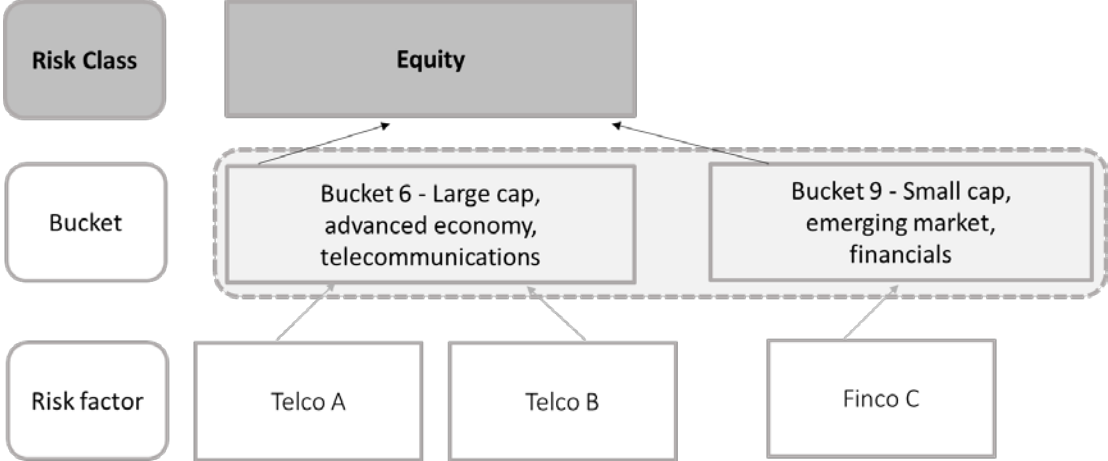 Risk Class
Equity
Bucket
Bucket 6 - Large cap,
advanced economy,
telecommunications
Bucket 9 - Small cap,
emerging market,
financials
Risk factor
Telco A
Telco B
Finco C